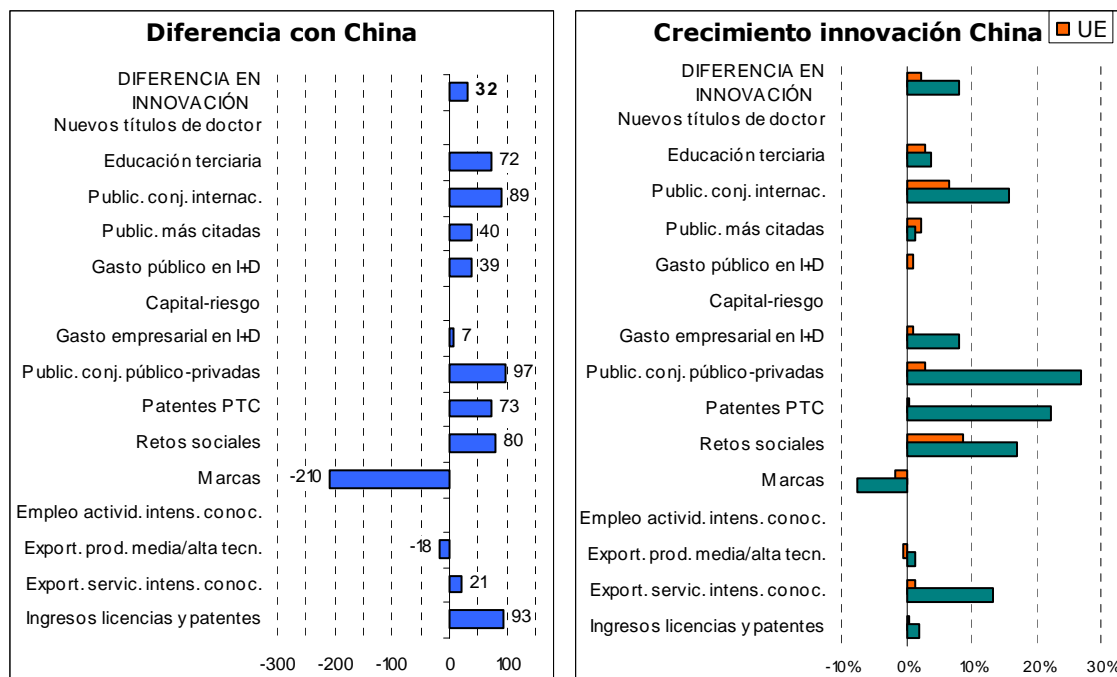 Diferencia con China
DIFERENCIA EN
INNOVACIÓN
32
Nuevos títulos de doctor
Educación terciaria
72
Public. conj. internac.
89
Public. más citadas
40
Gasto público en I+D
39
Capital-riesgo
Gasto empresarial en I+D
7
Public. conj. público-privadas
97
Patentes PTC
73
Retos sociales
80
Marcas
-210
Empleo activid. intens. conoc.
Export. prod. media/alta tecn.
-18
Export. servic. intens. conoc.
21
Ingresos licencias y patentes
93
-300 -200 -100 0 100
Crecimiento innovación China
UE
DIFERENCIA EN
INNOVACIÓN
Nuevos títulos de doctor
Educación terciaria
Public. conj. internac.
Public. más citadas
Gasto público en I+D
Capital-riesgo
Gasto empresarial en I+D
Public. conj. público-privadas
Patentes PTC
Retos sociales
Marcas
Empleo activid. intens. conoc.
Export. prod. media/alta tecn.
Export. servic. intens. conoc.
Ingresos licencias y patentes
-10% 0% 10% 20% 30%